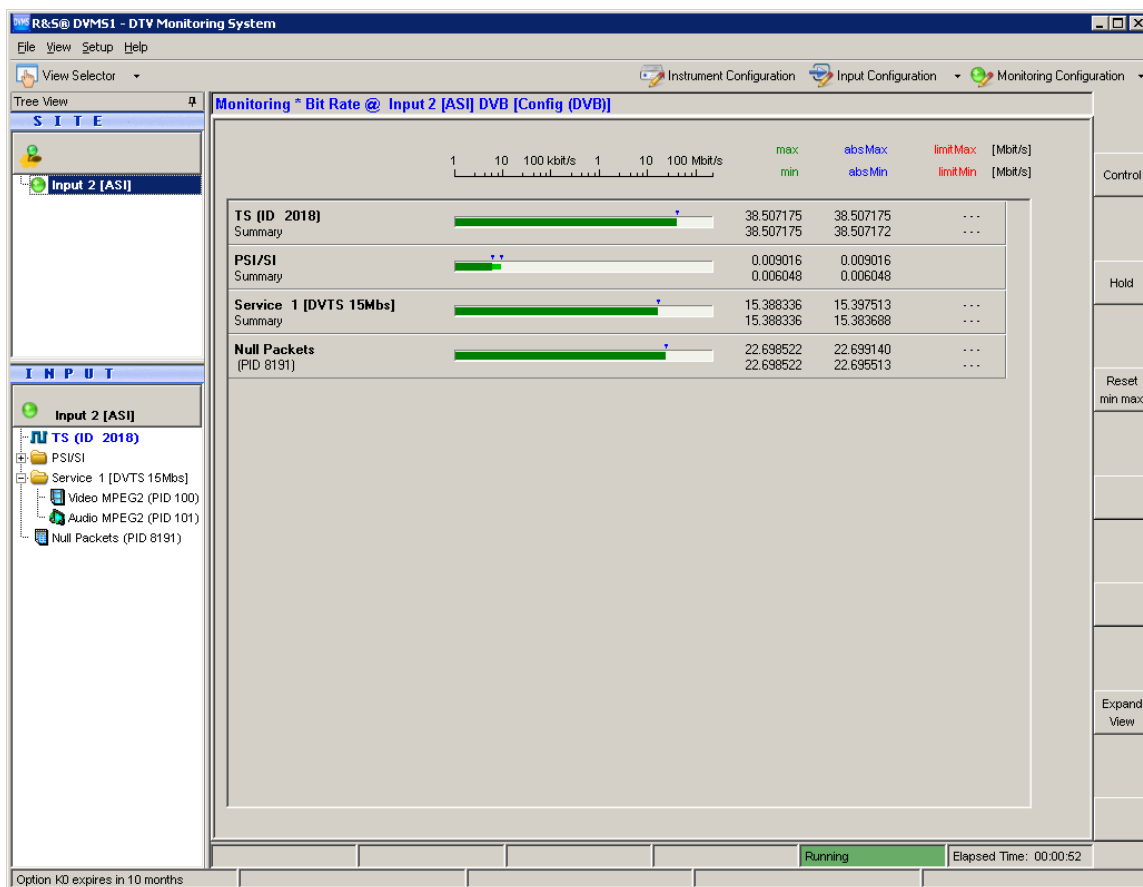 R&S® DVMS1 - DTV Monitoring System
File View Setup Help
View Selector
Instrument Configuration Input Configuration Monitoring Configuration
Tree View
SITE
Input 2 [ASI]
INPUT
Input 2 [ASI]
TS (ID 2018)
PSI/SI
Service 1 [DVTS 15Mbs]
Video MPEG2 (PID 100)
Audio MPEG2 (PID 101)
Null Packets (PID 8191)
Monitoring * Bit Rate @ Input 2 [ASI] DVB [Config (DVB)]
1 10 100 kbit/s 1 10 100 Mbit/s
max absMax limitMax [Mbit/s]
min absMin limitMin [Mbit/s]
TS (ID 2018) 38.507175 38.507175 ---
Summary 38.507175 38.507172 ---
PSI/SI 0.009016 0.009016
Summary 0.006048 0.006048
Service 1 [DVTS 15Mbs] 15.388336 15.397513 ---
Summary 15.388336 15.383688 ---
Null Packets 22.698522 22.699140 ---
(PID 8191) 22.698522 22.695513 ---
Control
Hold
Reset
min max
Expand
View
Running Elapsed Time: 00:00:52
Option K0 expires in 10 months